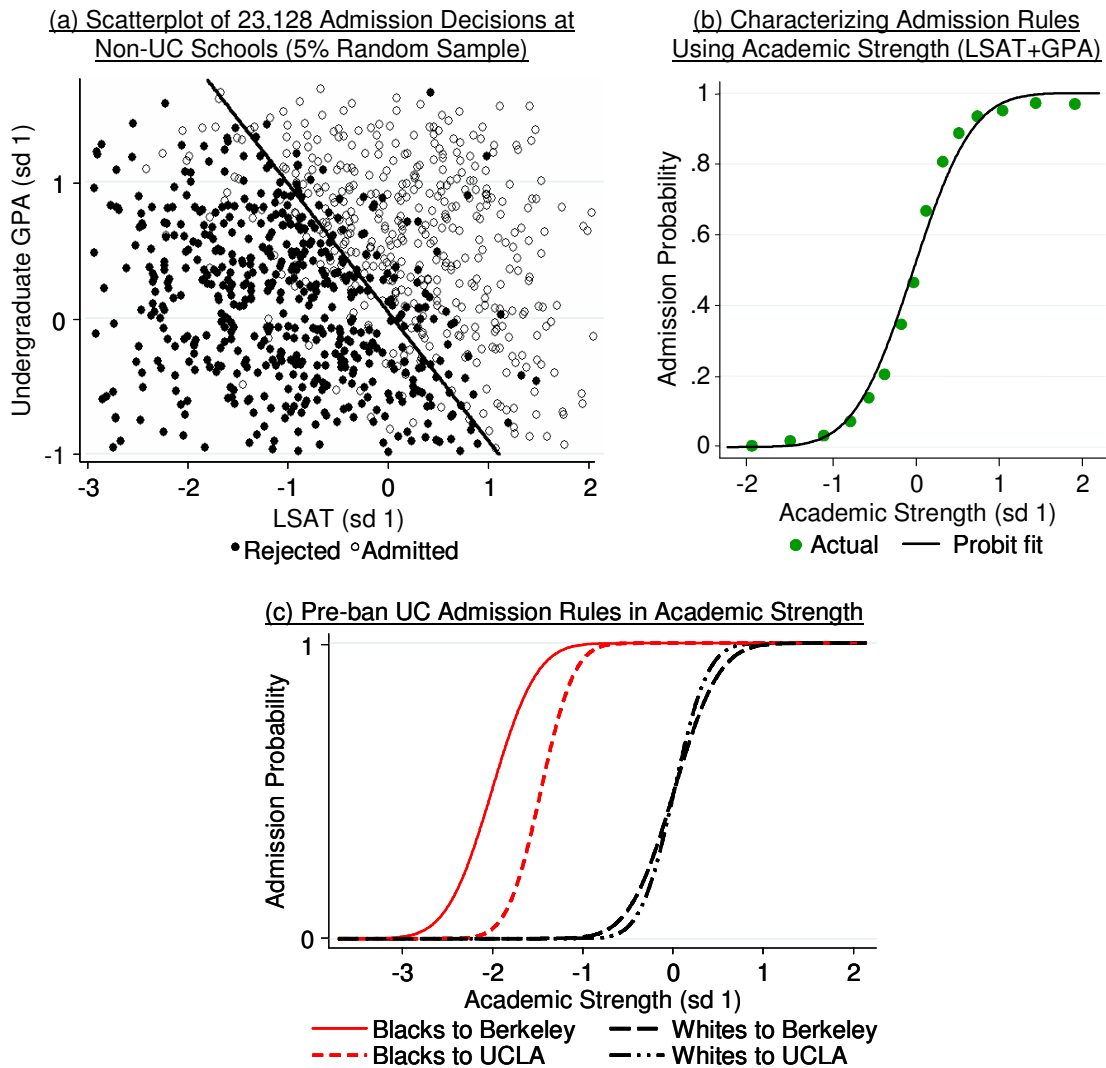 (a) Scatterplot of 23,128 Admission Decisions at
Non-UC Schools (5% Random Sample)
Undergraduate GPA (sd 1)
1
0
-1
-3 -2 -1 0 1 2
LSAT (sd 1)
Rejected Admitted
(b) Characterizing Admission Rules
Using Academic Strength (LSAT+GPA)
Admission Probability
1
.8
.6
.4
.2
0
-2 -1 0 1 2
Academic Strength (sd 1)
Actual Probit fit
(c) Pre-ban UC Admission Rules in Academic Strength
Admission Probability
1
0
-3 -2 -1 0 1 2
Academic Strength (sd 1)
Blacks to Berkeley Whites to Berkeley
Blacks to UCLA Whites to UCLA